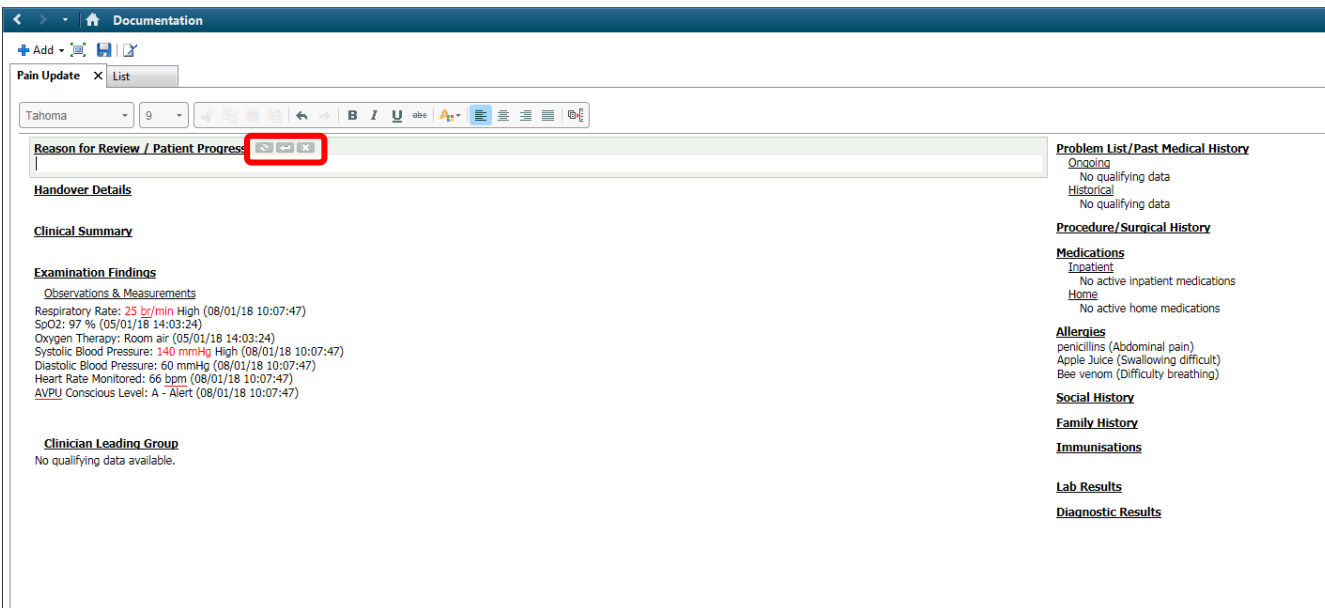 Documentation
Add
Pain Update X List
Tahoma 9 B I U abc A
Reason for Review / Patient Progress
Handover Details
Clinical Summary
Examination Findings
Observations & Measurements
Respiratory Rate: 25 br/min High (08/01/18 10:07:47)
SpO2: 97 % (05/01/18 14:03:24)
Oxygen Therapy: Room air (05/01/18 14:03:24)
Systolic Blood Pressure: 140 mmHg High (08/01/18 10:07:47)
Diastolic Blood Pressure: 60 mmHg (08/01/18 10:07:47)
Heart Rate Monitored: 66 bpm (08/01/18 10:07:47)
AVPU Conscious Level: A - Alert (08/01/18 10:07:47)
Clinician Leading Group
No qualifying data available.
Problem List/Past Medical History
Ongoing
No qualifying data
Historical
No qualifying data
Procedure/Surgical History
Medications
Inpatient
No active inpatient medications
Home
No active home medications
Allergies
penicillins (Abdominal pain)
Apple Juice (Swallowing difficult)
Bee venom (Difficulty breathing)
Social History
Family History
Immunisations
Lab Results
Diagnostic Results